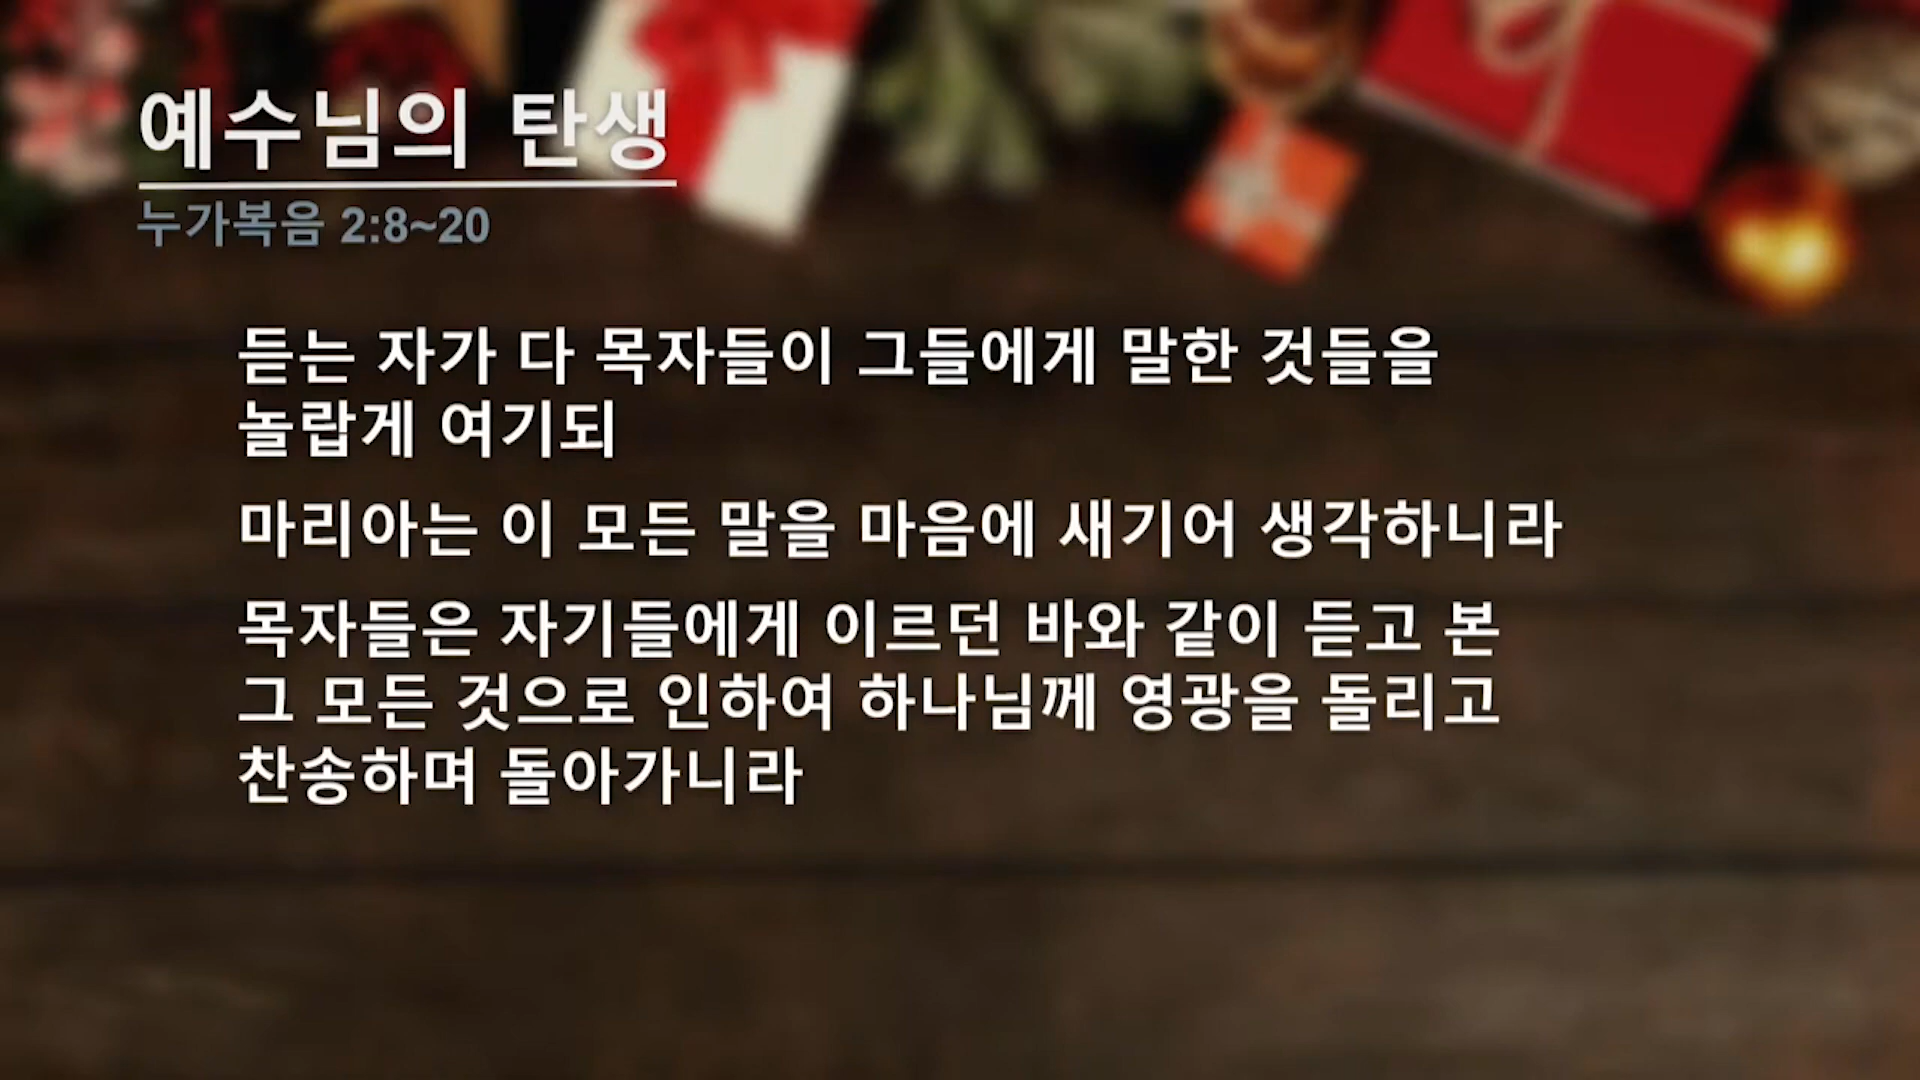 예수님의 탄생
누가복음 2:8~20
듣는 자가 다 목자들이 그들에게 말한 것들을
놀랍게 여기되
마리아는 이 모든 말을 마음에 새기어 생각하니라
목자들은 자기들에게 이르던 바와 같이 듣고 본
그 모든 것으로 인하여 하나님께 영광을 돌리고
찬송하며 돌아가니라